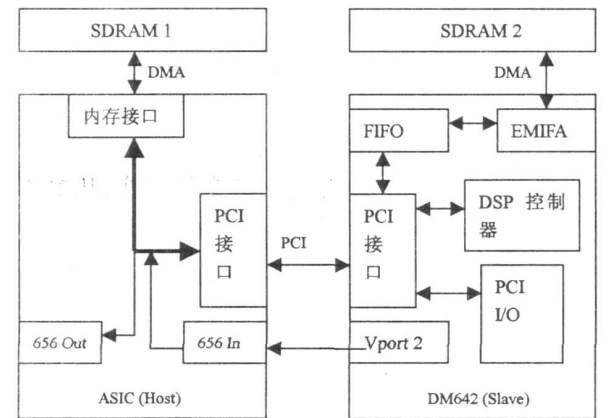 SDRAM 1
SDRAM 2
DMA
DMA
内存接口
FIFO
EMIFA
PCI
接
口
PCI
PCI
接
口
DSP 控制
器
PCI
I/O
656 Out
656 In
Vport 2
ASIC (Host)
DM642 (Slave)